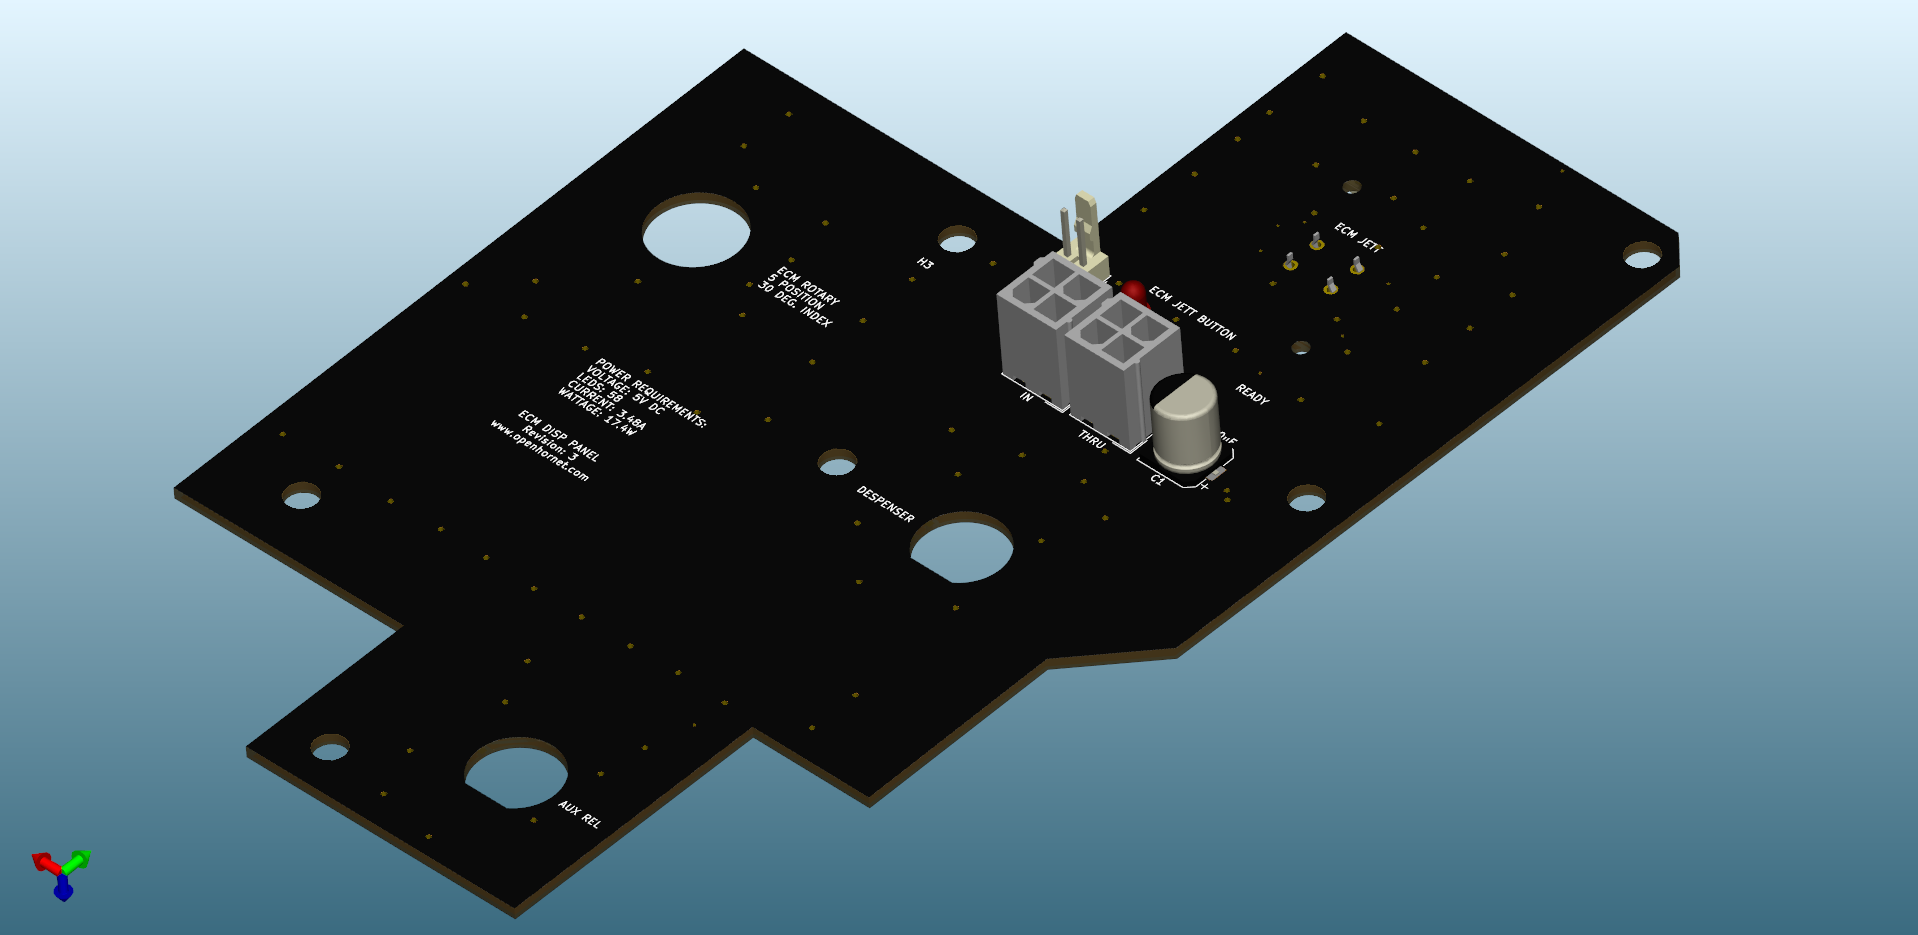 H3
ECM JETT
ECM ROTARY
5 POSITION
30 DEG. INDEX
ECM JETT BUTTON
POWER REQUIREMENTS:
VOLTAGE: 5V DC
LEDS: 58
CURRENT: 3.48A
WATTAGE: 17.4W
READY
IN
THRU
ECM DISP PANEL
Revision: 3
www.openhornet.com
C1
+
DESPENSER
AUX REL